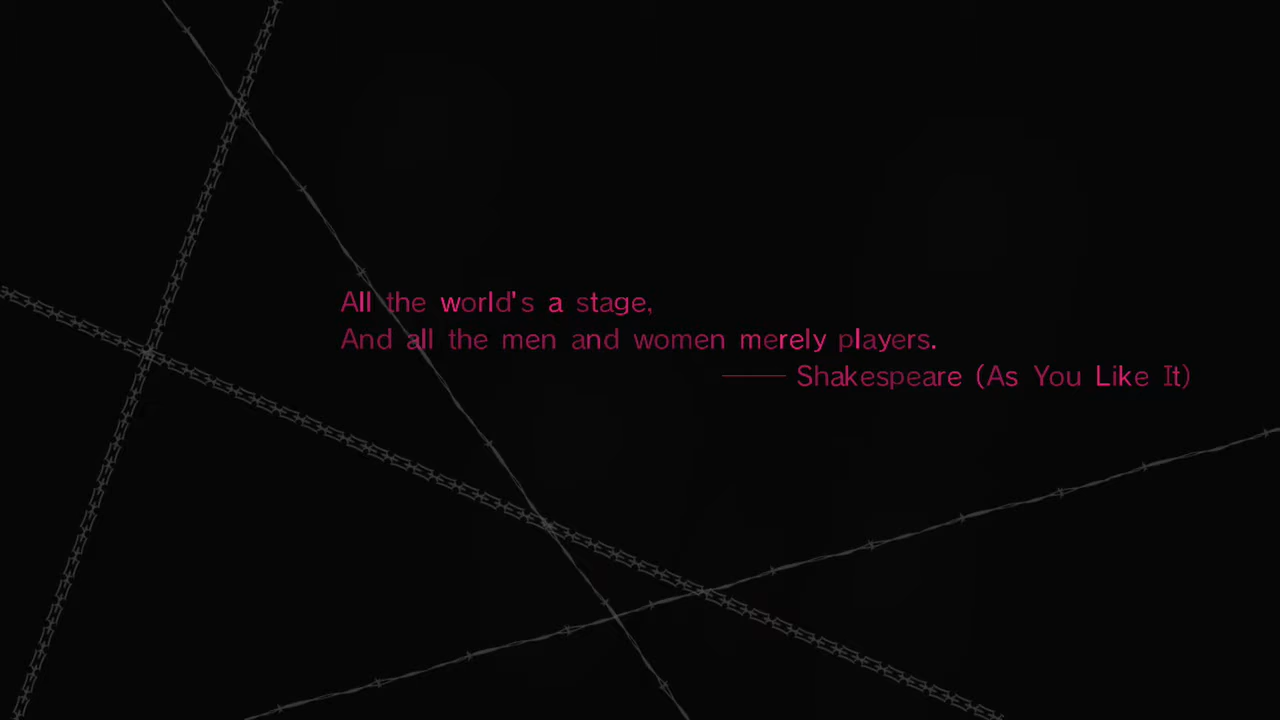 All the world's a stage,
And all the men and women merely players.
—— Shakespeare (As You Like It)